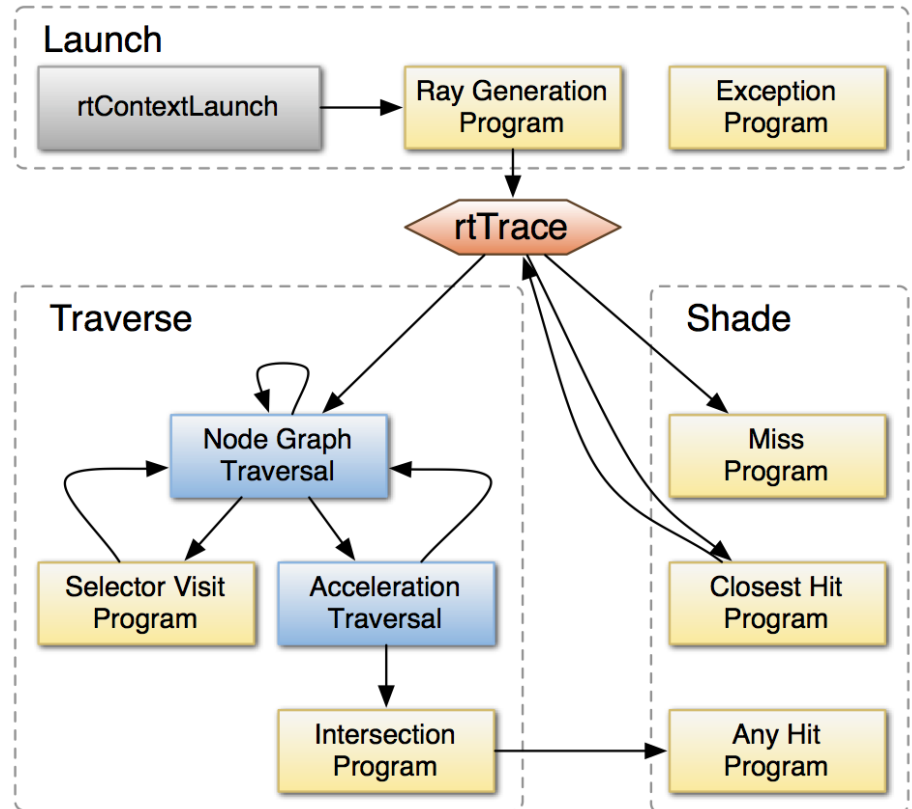 Launch
rtContextLaunch
Ray Generation
Program
Exception
Program
rtTrace
Traverse
Shade
Node Graph
Traversal
Miss
Program
Selector Visit
Program
Acceleration
Traversal
Closest Hit
Program
Intersection
Program
Any Hit
Program